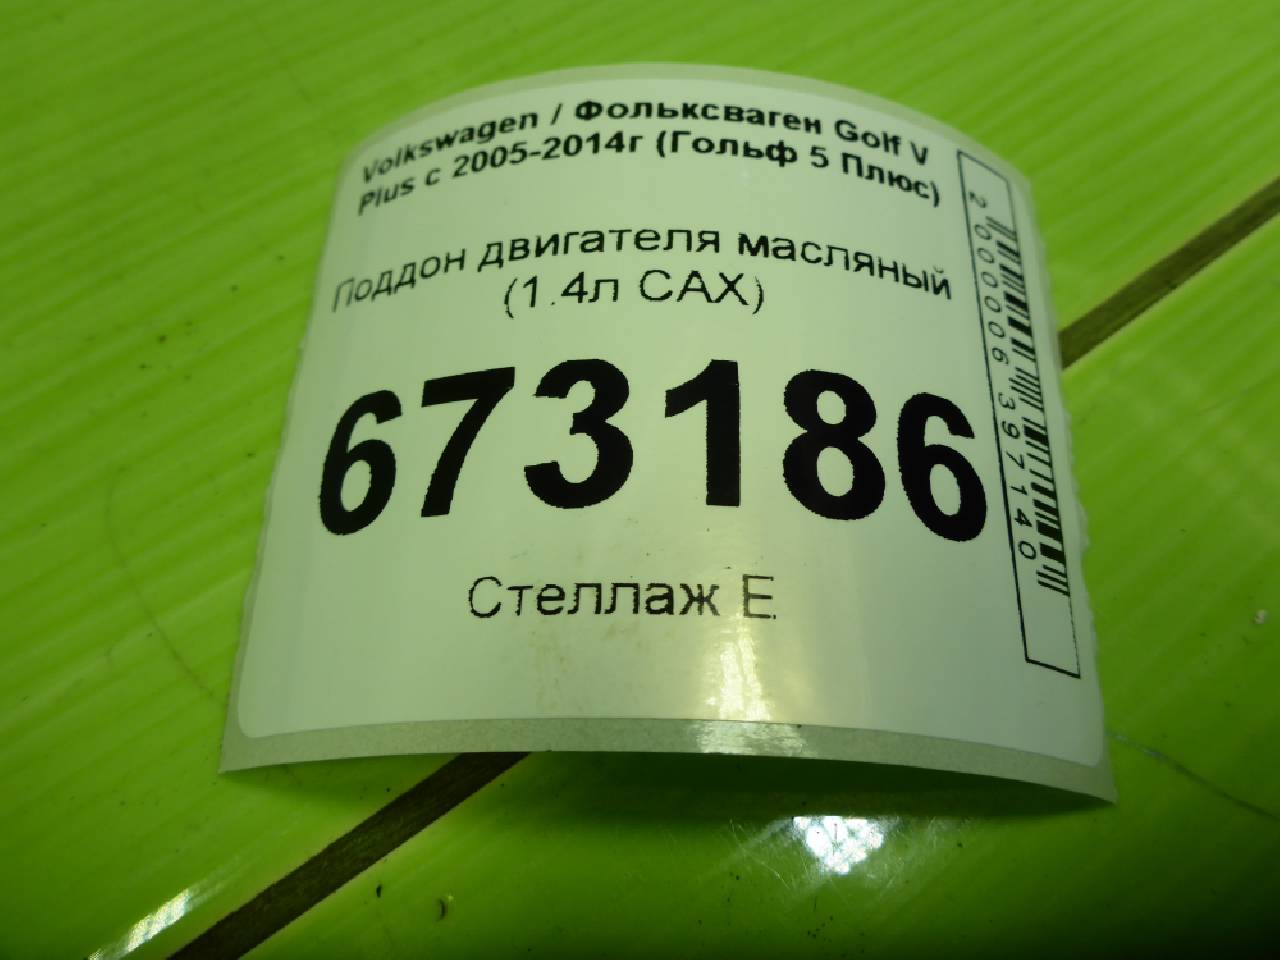 Volkswagen / Фольксваген Golf V
Plus с 2005-2014г (Гольф 5 Плюс)
Поддон двигателя масляный
(1.4л CAX)
673186
Стеллаж E
2000006397140